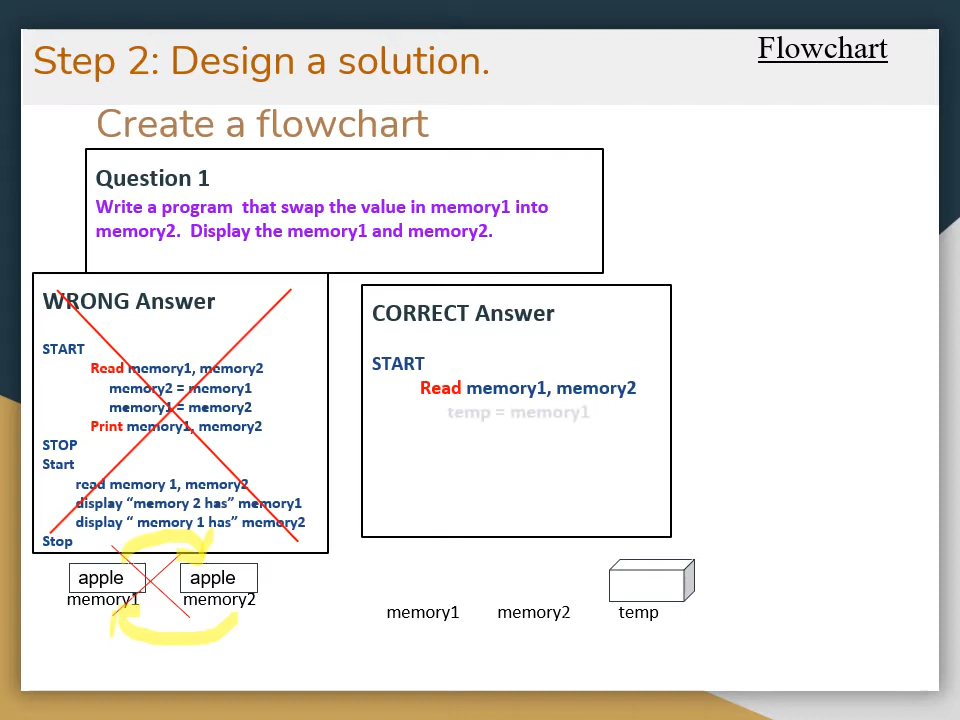 Step 2: Design a solution.
Flowchart
Create a flowchart
Question 1
Write a program that swap the value in memory1 into
memory2. Display the memory1 and memory2.
WRONG Answer
START
Read memory1, memory2
memory2 = memory1
memory1 = memory2
Print memory1, memory2
STOP
Start
read memory 1, memory2
display “memory 2 has” memory1
display “ memory 1 has” memory2
Stop
CORRECT Answer
START
Read memory1, memory2
temp = memory1
apple apple
memory1 memory2
memory1 memory2 temp